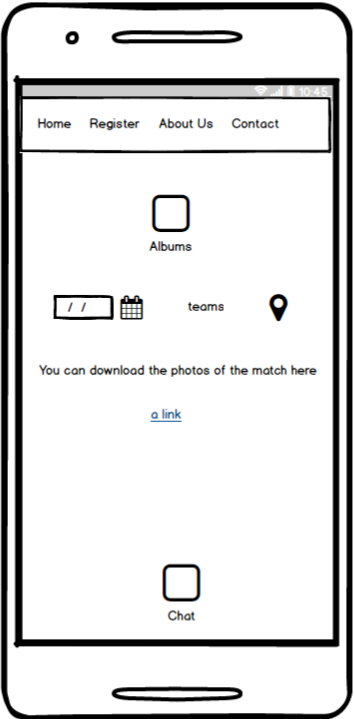 10:45
Home Register About Us Contact
Albums
/ / teams
You can download the photos of the match here
a link
Chat